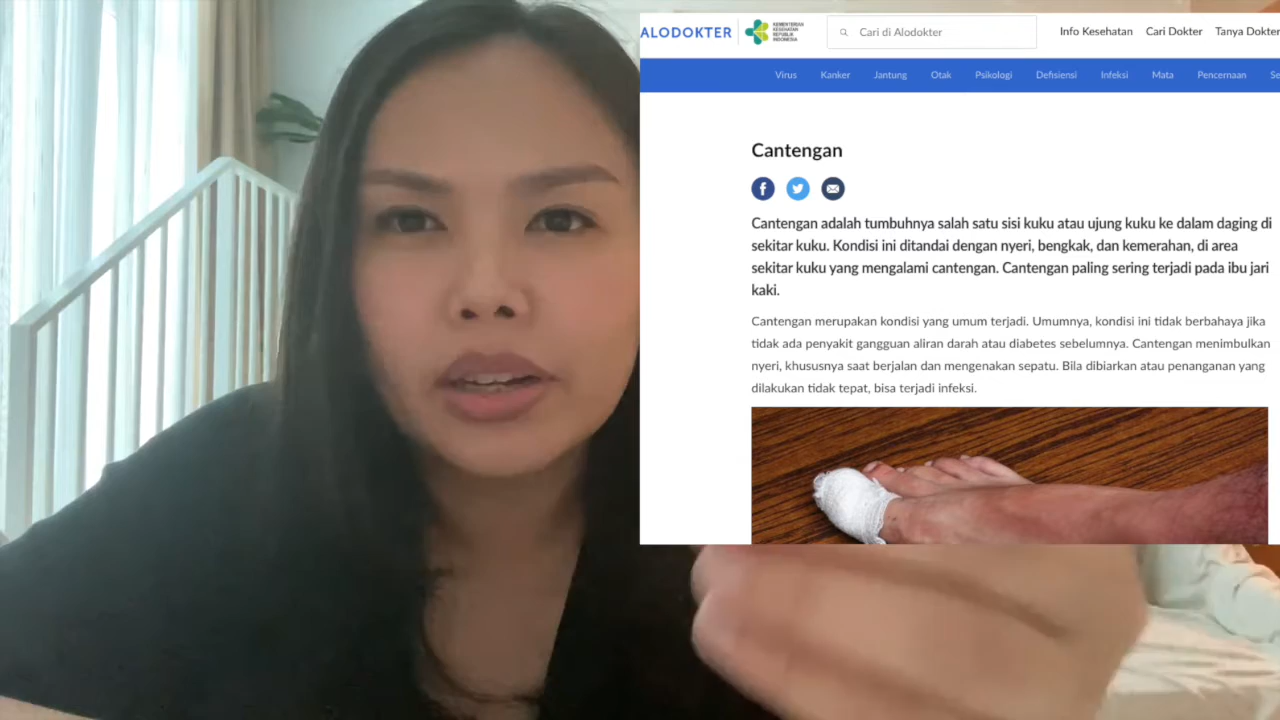 ALODOKTER
KEMENTERIAN
KESEHATAN
REPUBLIK
INDONESIA
Cari di Alodokter
Info Kesehatan Cari Dokter Tanya Dokter
Virus Kanker Jantung Otak Psikologi Defisiensi Infeksi Mata Pencernaan Se
Cantengan
Cantengan adalah tumbuhnya salah satu sisi kuku atau ujung kuku ke dalam daging di
sekitar kuku. Kondisi ini ditandai dengan nyeri, bengkak, dan kemerahan, di area
sekitar kuku yang mengalami cantengan. Cantengan paling sering terjadi pada ibu jari
kaki.
Cantengan merupakan kondisi yang umum terjadi. Umumnya, kondisi ini tidak berbahaya jika
tidak ada penyakit gangguan aliran darah atau diabetes sebelumnya. Cantengan menimbulkan
nyeri, khususnya saat berjalan dan mengenakan sepatu. Bila dibiarkan atau penanganan yang
dilakukan tidak tepat, bisa terjadi infeksi.